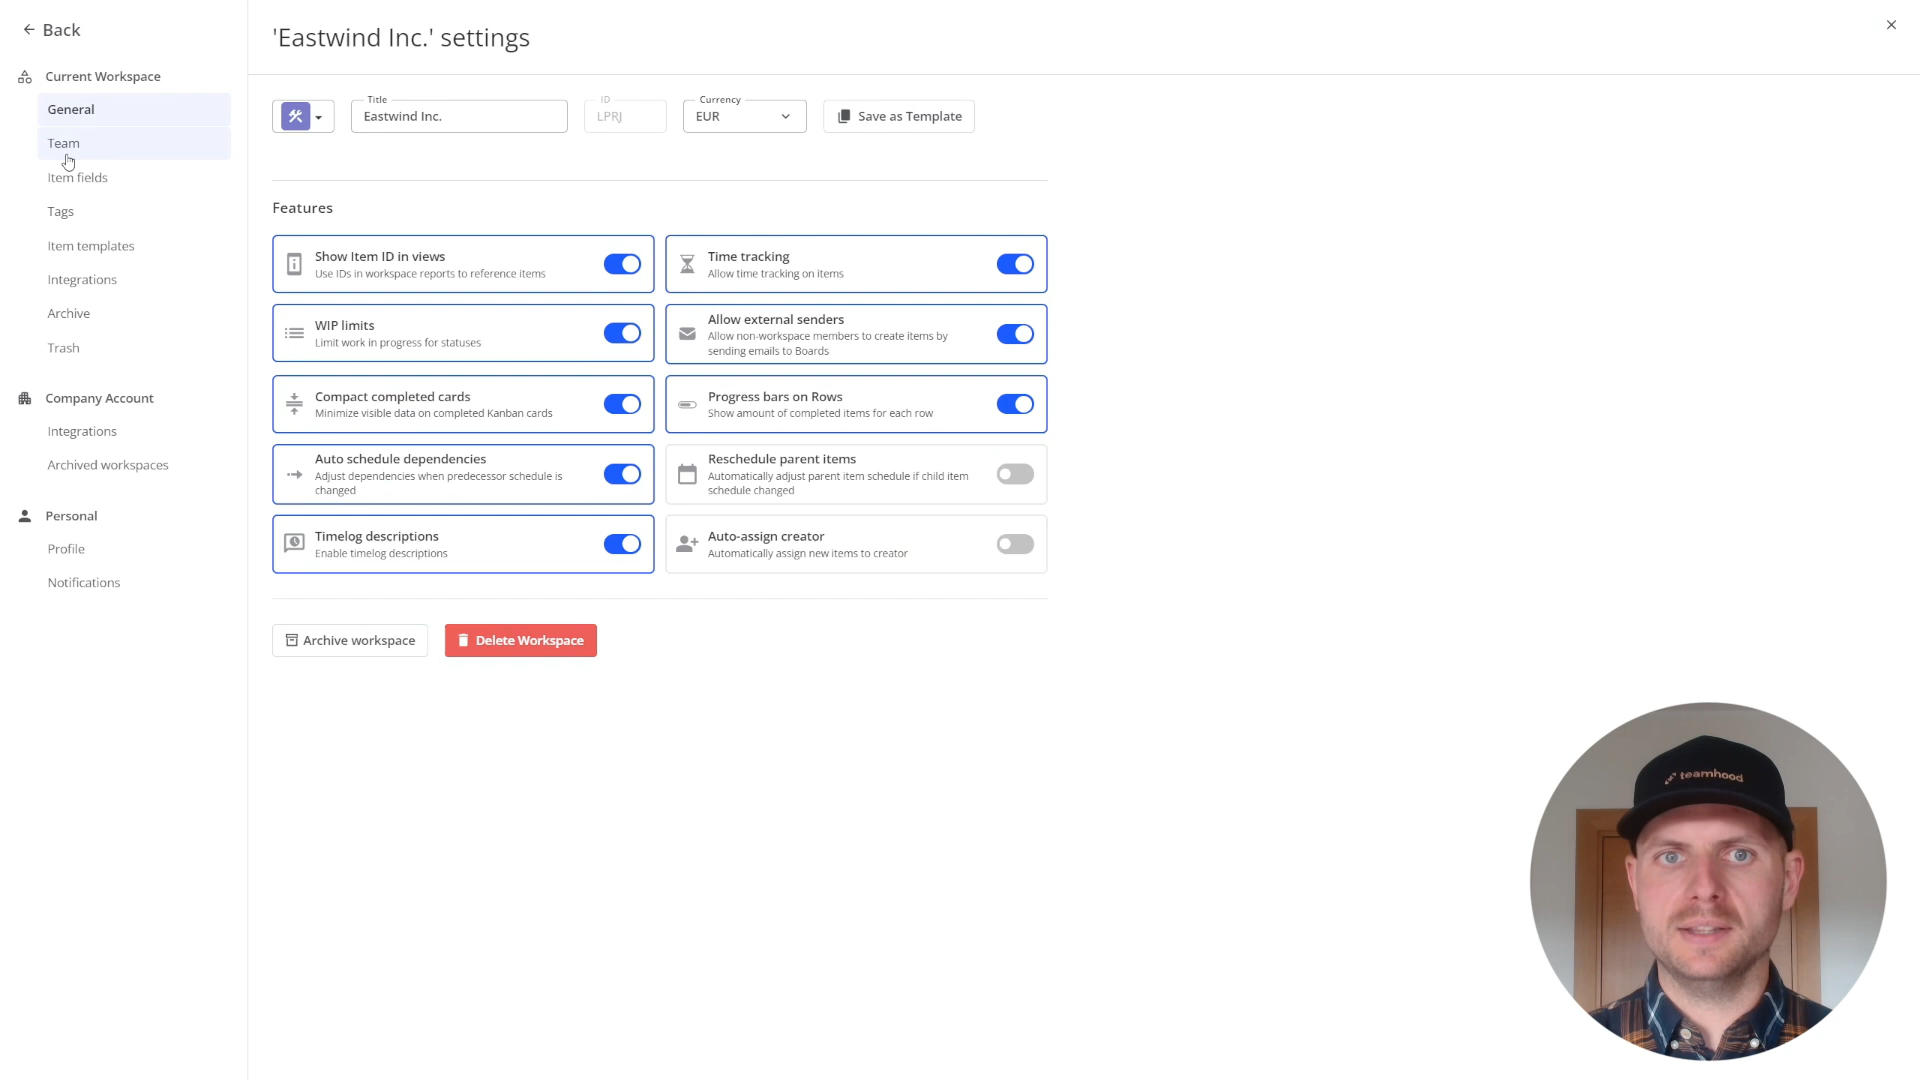 Back
Current Workspace
General
Team
Item fields
Tags
Item templates
Integrations
Archive
Trash
Company Account
Integrations
Archived workspaces
Personal
Profile
Notifications
'Eastwind Inc.' settings
Title
Eastwind Inc.
ID
LPRJ
Currency
EUR
Save as Template
Features
Show Item ID in views
Use IDs in workspace reports to reference items
Time tracking
Allow time tracking on items
WIP limits
Limit work in progress for statuses
Allow external senders
Allow non-workspace members to create items by
sending emails to Boards
Compact completed cards
Minimize visible data on completed Kanban cards
Progress bars on Rows
Show amount of completed items for each row
Auto schedule dependencies
Adjust dependencies when predecessor schedule is
changed
Reschedule parent items
Automatically adjust parent item schedule if child item
schedule changed
Timelog descriptions
Enable timelog descriptions
Auto-assign creator
Automatically assign new items to creator
Archive workspace
Delete Workspace
teamhood